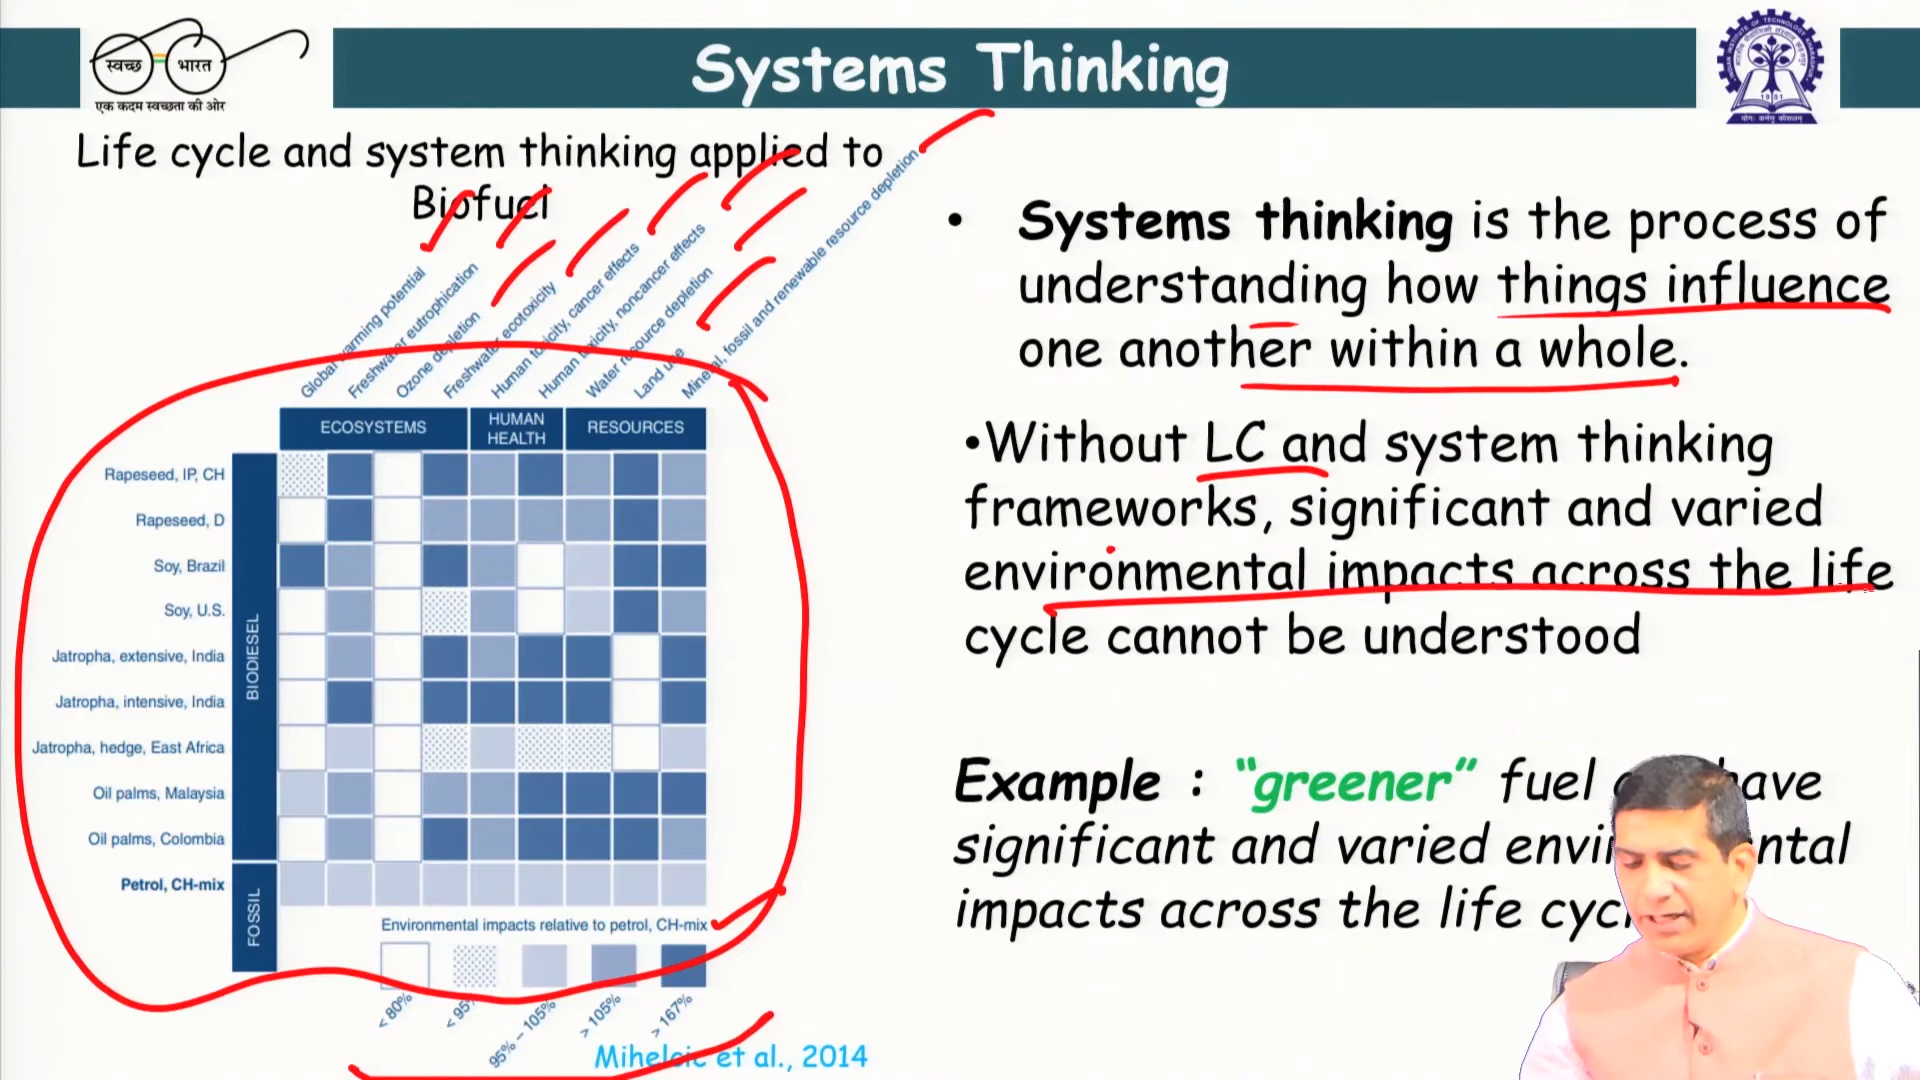 स्वच्छ भारत
एक कदम स्वच्छता की ओर
Systems Thinking
1951
योगः कर्मसु कौशलम्
Life cycle and system thinking applied to
Biofuel
Global warming potential
Freshwater eutrophication
Ozone depletion
Freshwater ecotoxicity
Human toxicity, cancer effects
Human toxicity, noncancer effects
Water resource depletion
Land use
Mineral, fossil and renewable resource depletion
ECOSYSTEMS
HUMAN
HEALTH
RESOURCES
BIODIESEL
Rapeseed, IP, CH
Rapeseed, D
Soy, Brazil
Soy, U.S.
Jatropha, extensive, India
Jatropha, intensive, India
Jatropha, hedge, East Africa
Oil palms, Malaysia
Oil palms, Colombia
FOSSIL
Petrol, CH-mix
Environmental impacts relative to petrol, CH-mix
< 80%
< 95%
95% – 105%
> 105%
> 167%
Mihelcic et al., 2014
• Systems thinking is the process of
understanding how things influence
one another within a whole.
•Without LC and system thinking
frameworks, significant and varied
environmental impacts across the life
cycle cannot be understood
Example : “greener” fuel have
significant and varied
impacts across the life